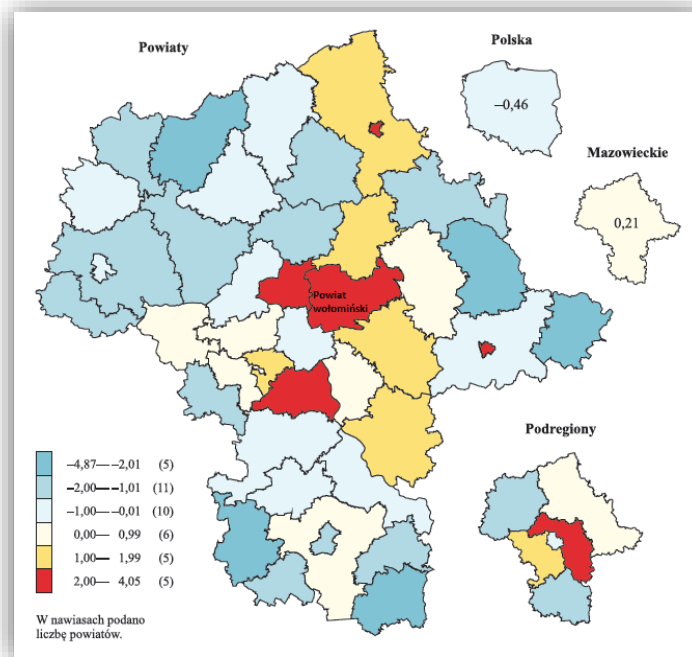 Powiaty
Polska
−0,46
Mazowieckie
0,21
Powiat
wołomiński
Podregiony
−4,87— −2,01 (5)
−2,00— −1,01 (11)
−1,00— −0,01 (10)
0,00— 0,99 (6)
1,00— 1,99 (5)
2,00— 4,05 (5)
W nawiasach podano
liczbę powiatów.